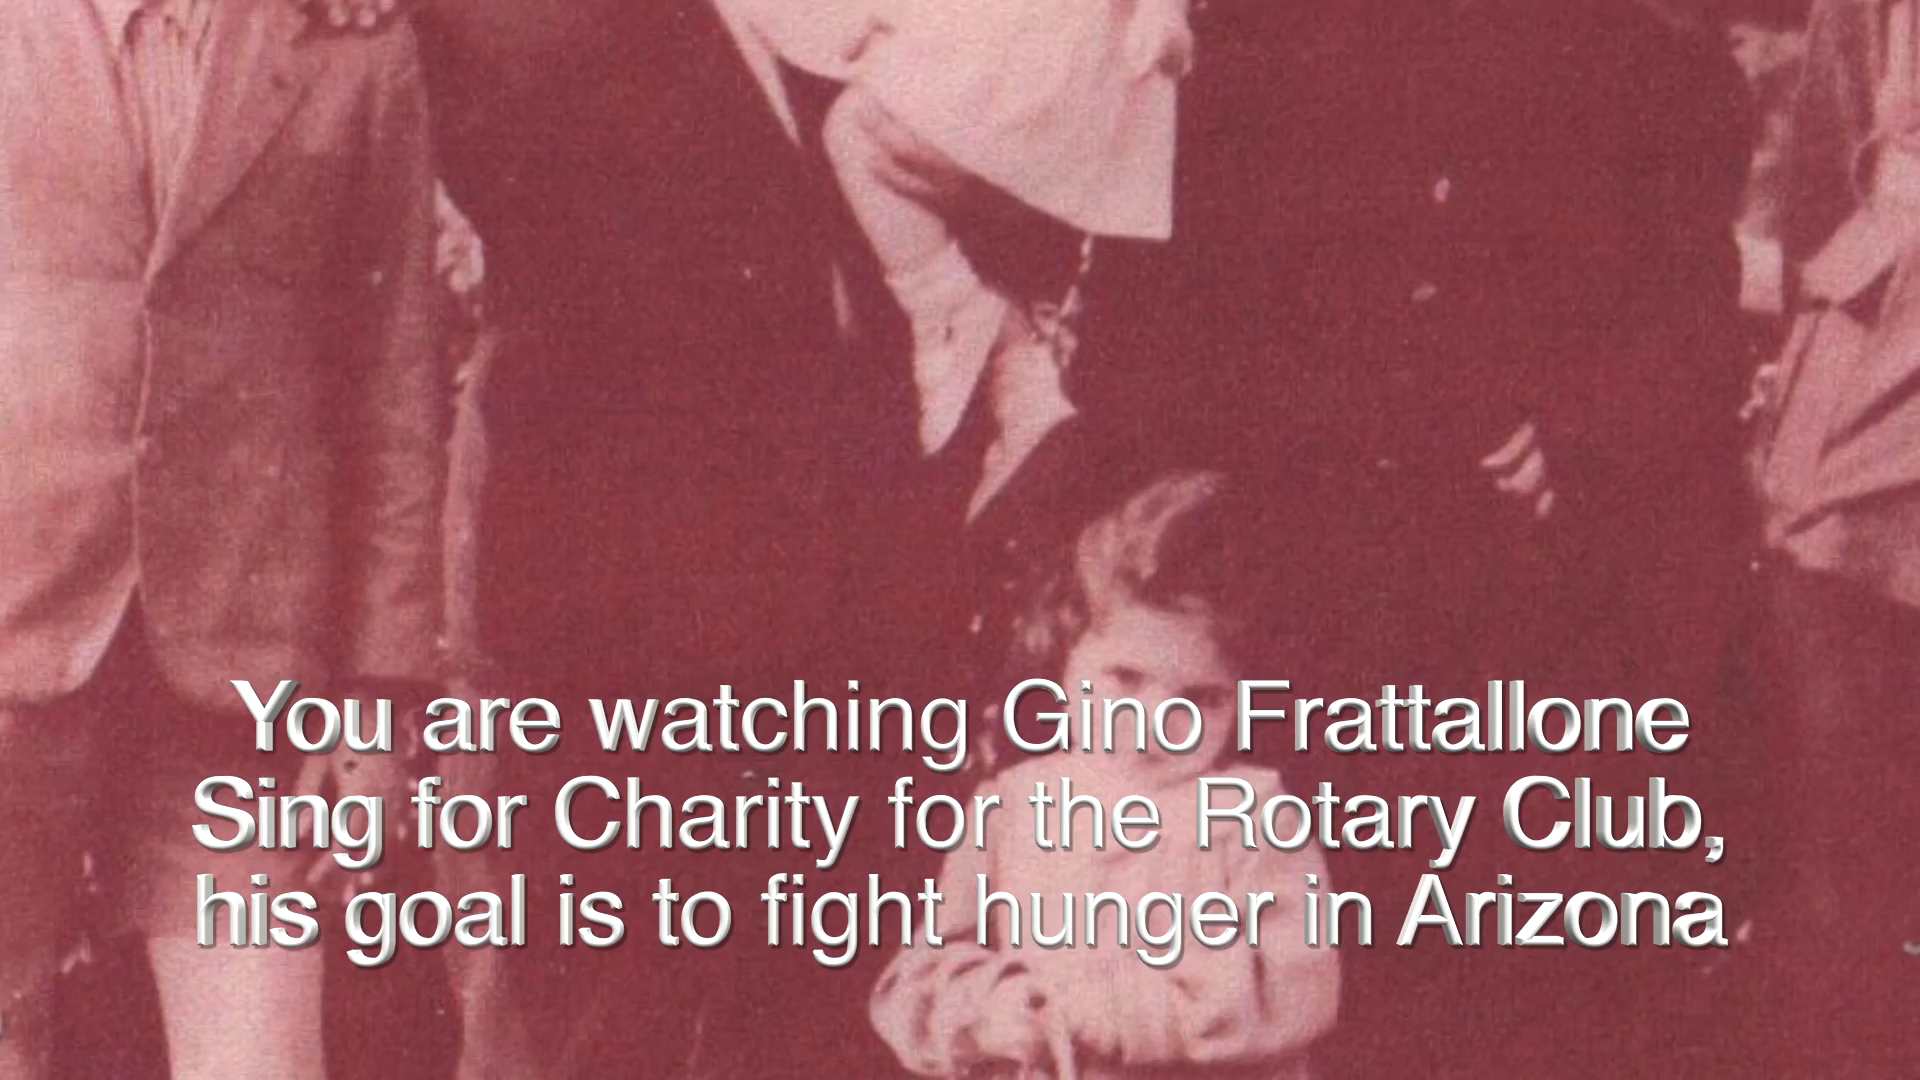 You are watching Gino Frattallone
Sing for Charity for the Rotary Club,
his goal is to fight hunger in Arizona